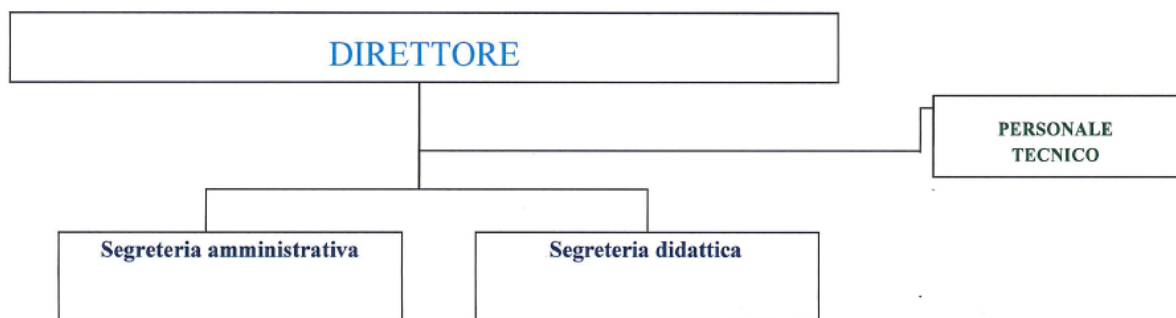 DIRETTORE
PERSONALE
TECNICO
Segreteria amministrativa
Segreteria didattica